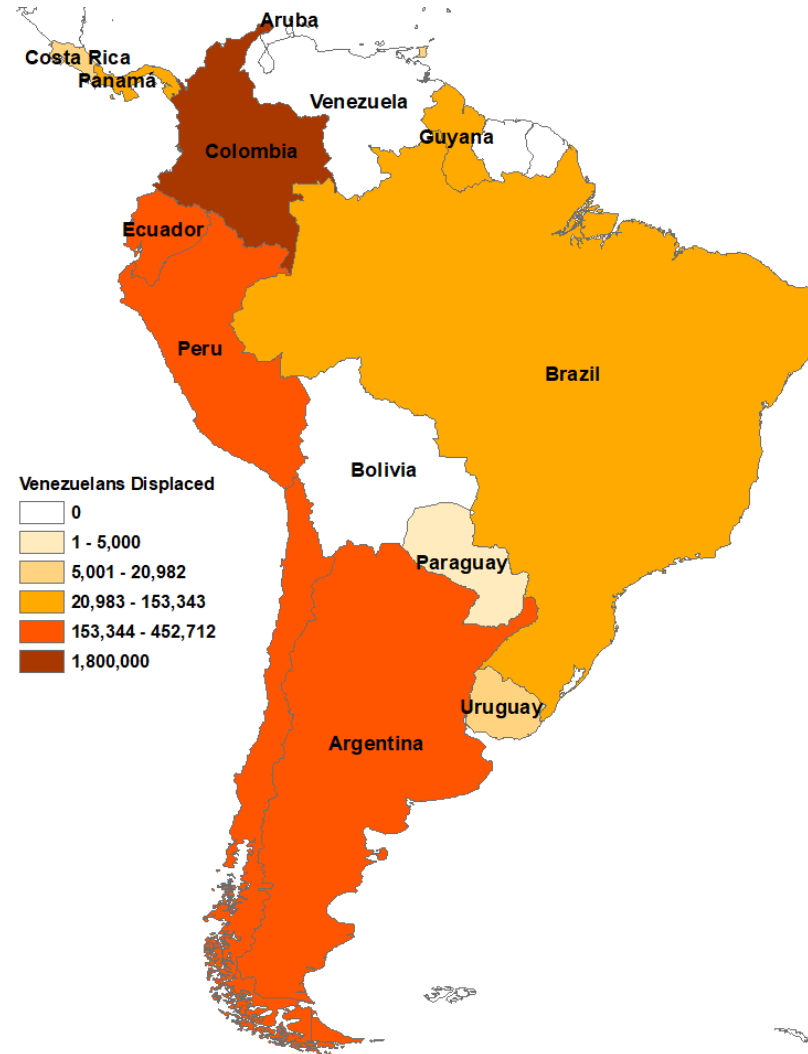 Aruba
Costa Rica
Panamá
Venezuela
Guyana
Colombia
Ecuador
Peru
Brazil
Bolivia
Venezuelans Displaced
0
1 - 5,000
5,001 - 20,982
20,983 - 153,343
153,344 - 452,712
1,800,000
Paraguay
Uruguay
Argentina